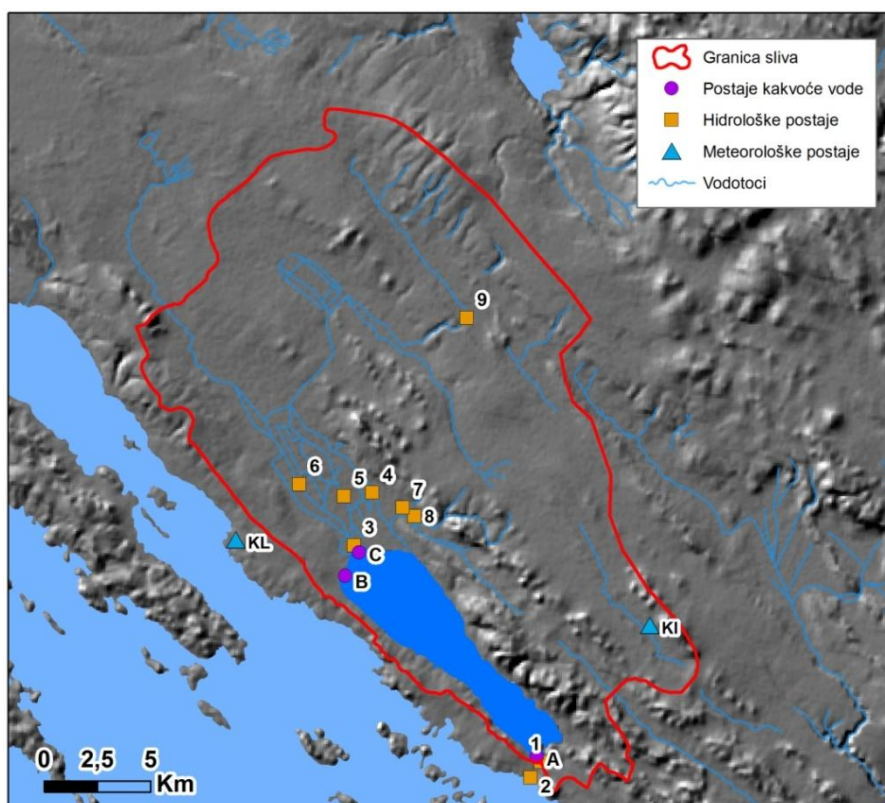 Granica sliva
Postaje kakvoće vode
Hidrološke postaje
Meteorološke postaje
Vodotoci
9
6
5
4
7
8
3
C
KL
B
KI
1
A
2
0 2,5 5
Km